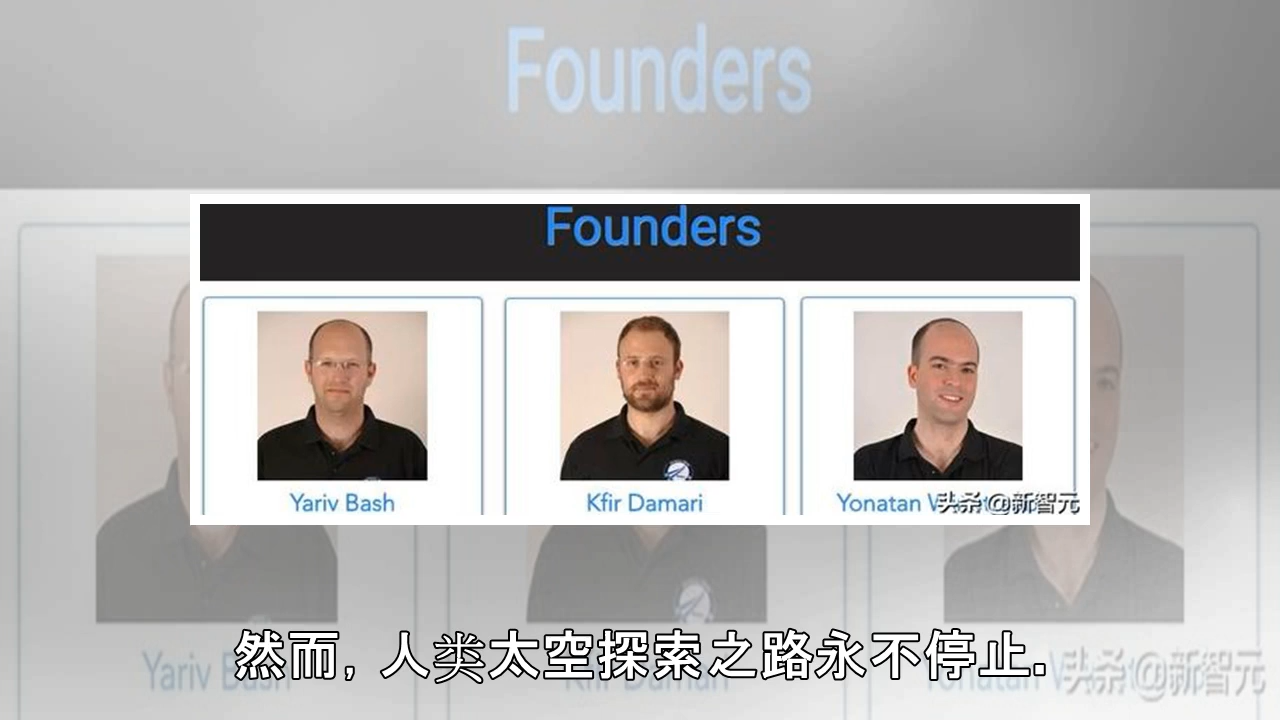 Founders
Founders
Yariv Bash
Kfir Damari
Yonatan
头条@新智元
然而, 人类太空探索之路永不停止.
头条@新智元